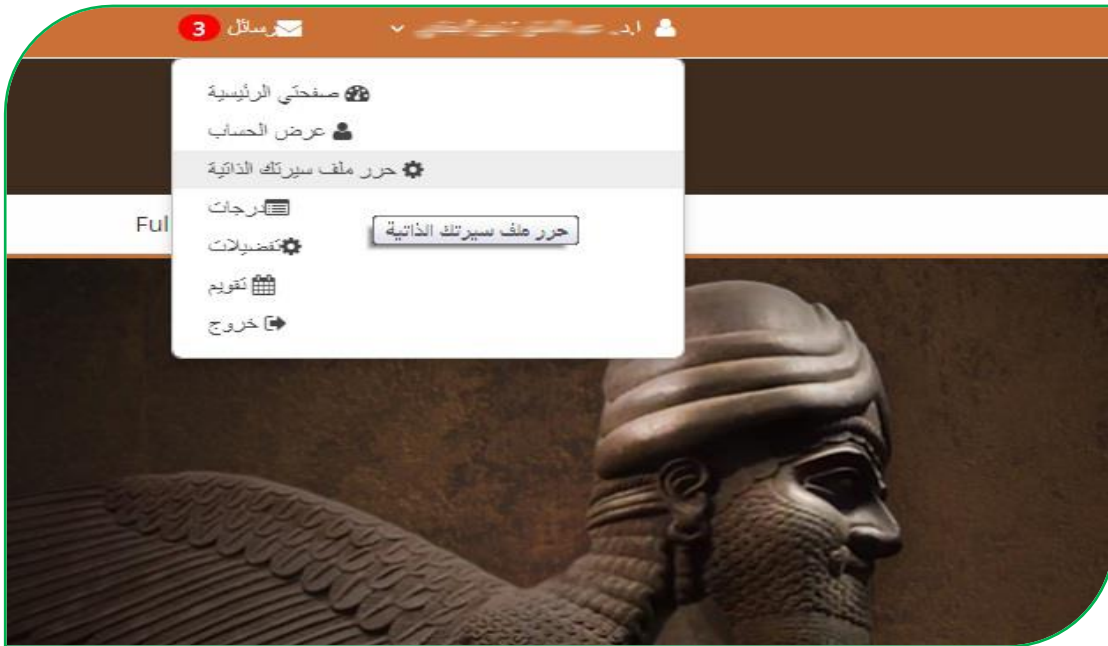 ا.د.
رسائل 3
صفحتي الرئيسية
عرض الحساب
حرر ملف سيرتك الذاتية
درجات
تفضيلات
تقويم
خروج
حرر ملف سيرتك الذاتية
Ful